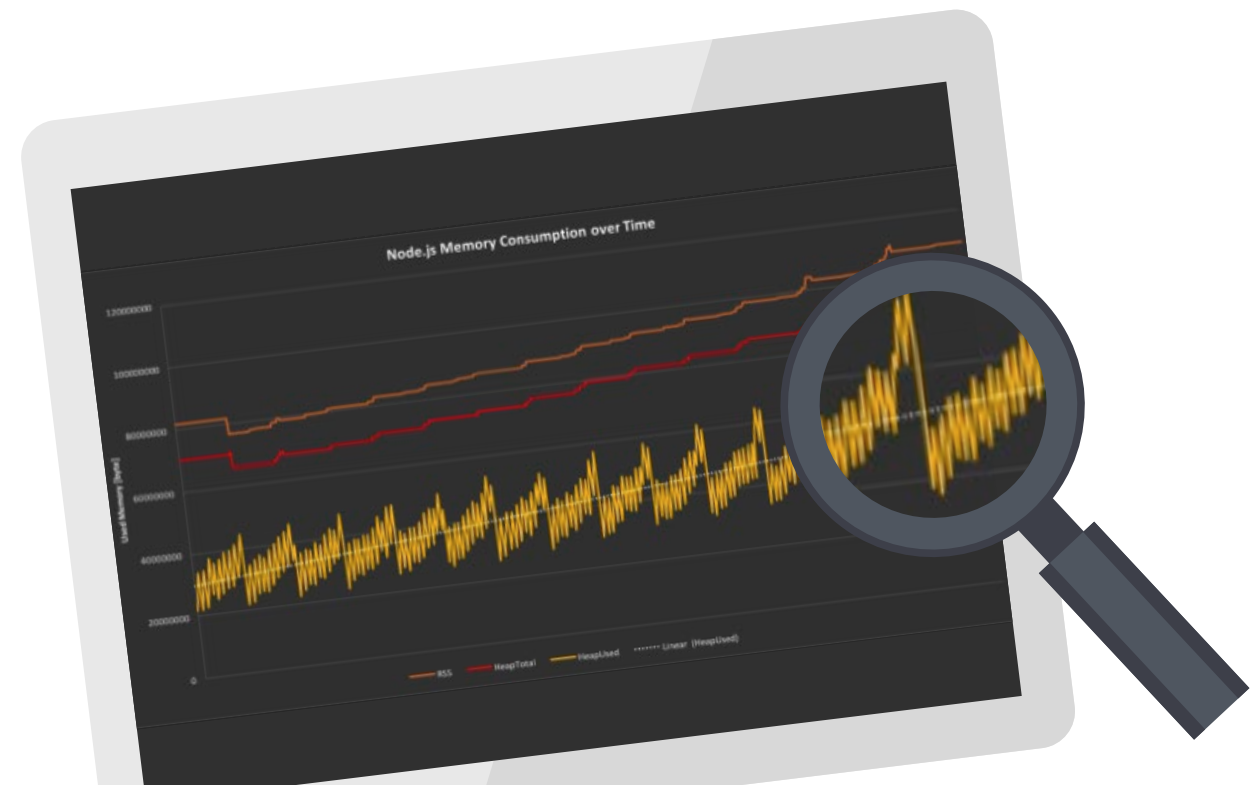 Node.js Memory Consumption over Time
120000000
100000000
80000000
60000000
40000000
20000000
0
Used Memory [byte]
RSS HeapTotal HeapUsed Linear (HeapUsed)